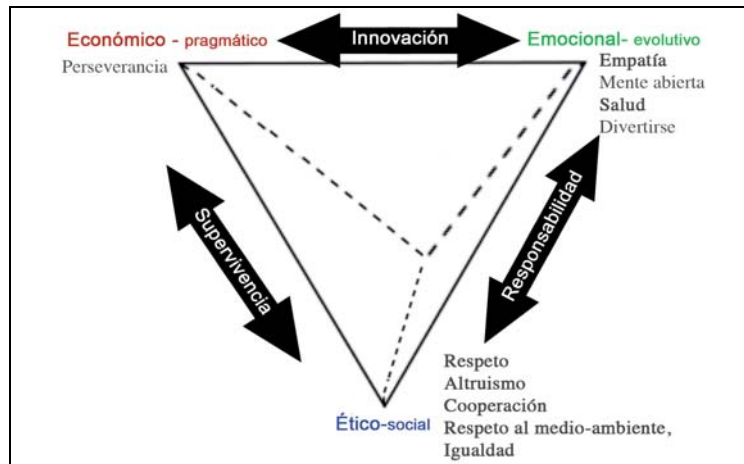 Económico - pragmático
Innovación
Emocional- evolutivo
Perseverancia
Empatía
Mente abierta
Salud
Divertirse
Supervivencia
Responsabilidad
Respeto
Altruismo
Cooperación
Respeto al medio-ambiente,
Igualdad
Ético-social